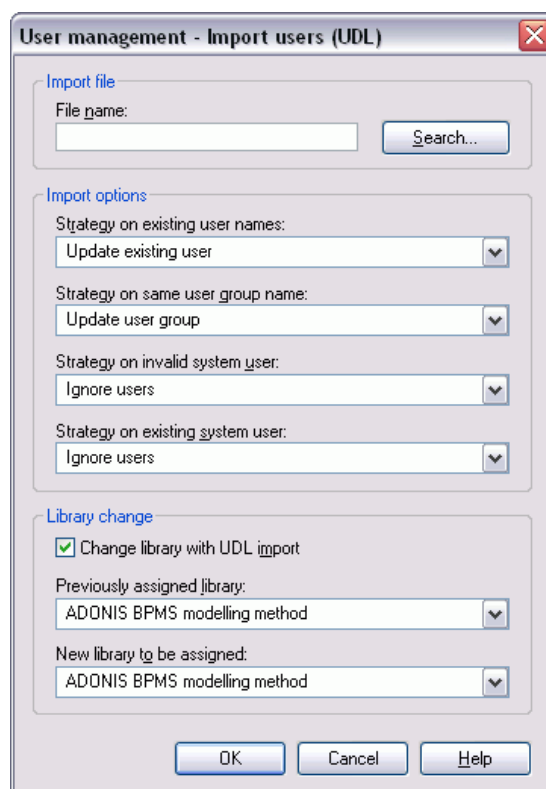 User management - Import users (UDL)
Import file
File name:
Search...
Import options
Strategy on existing user names:
Update existing user
Strategy on same user group name:
Update user group
Strategy on invalid system user:
Ignore users
Strategy on existing system user:
Ignore users
Library change
Change library with UDL import
Previously assigned library:
ADONIS BPMS modelling method
New library to be assigned:
ADONIS BPMS modelling method
OK Cancel Help